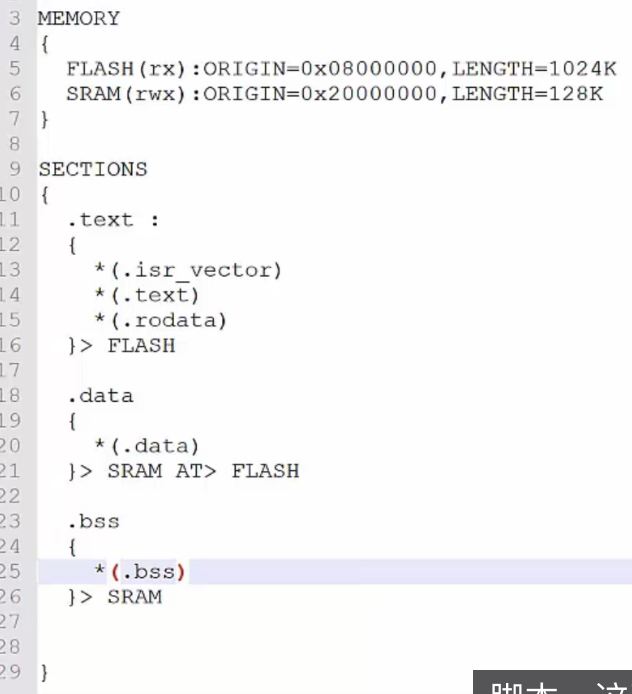 3 MEMORY
4 {
5 FLASH(rx):ORIGIN=0x08000000,LENGTH=1024K
6 SRAM(rwx):ORIGIN=0x20000000,LENGTH=128K
7 }
8
9 SECTIONS
10 {
11 .text :
12 {
13 *(.isr_vector)
14 *(.text)
15 *(.rodata)
16 }> FLASH
17
18 .data
19 {
20 *(.data)
21 }> SRAM AT> FLASH
22
23 .bss
24 {
25 *(.bss)
26 }> SRAM
27
28
29 }
脚本 这